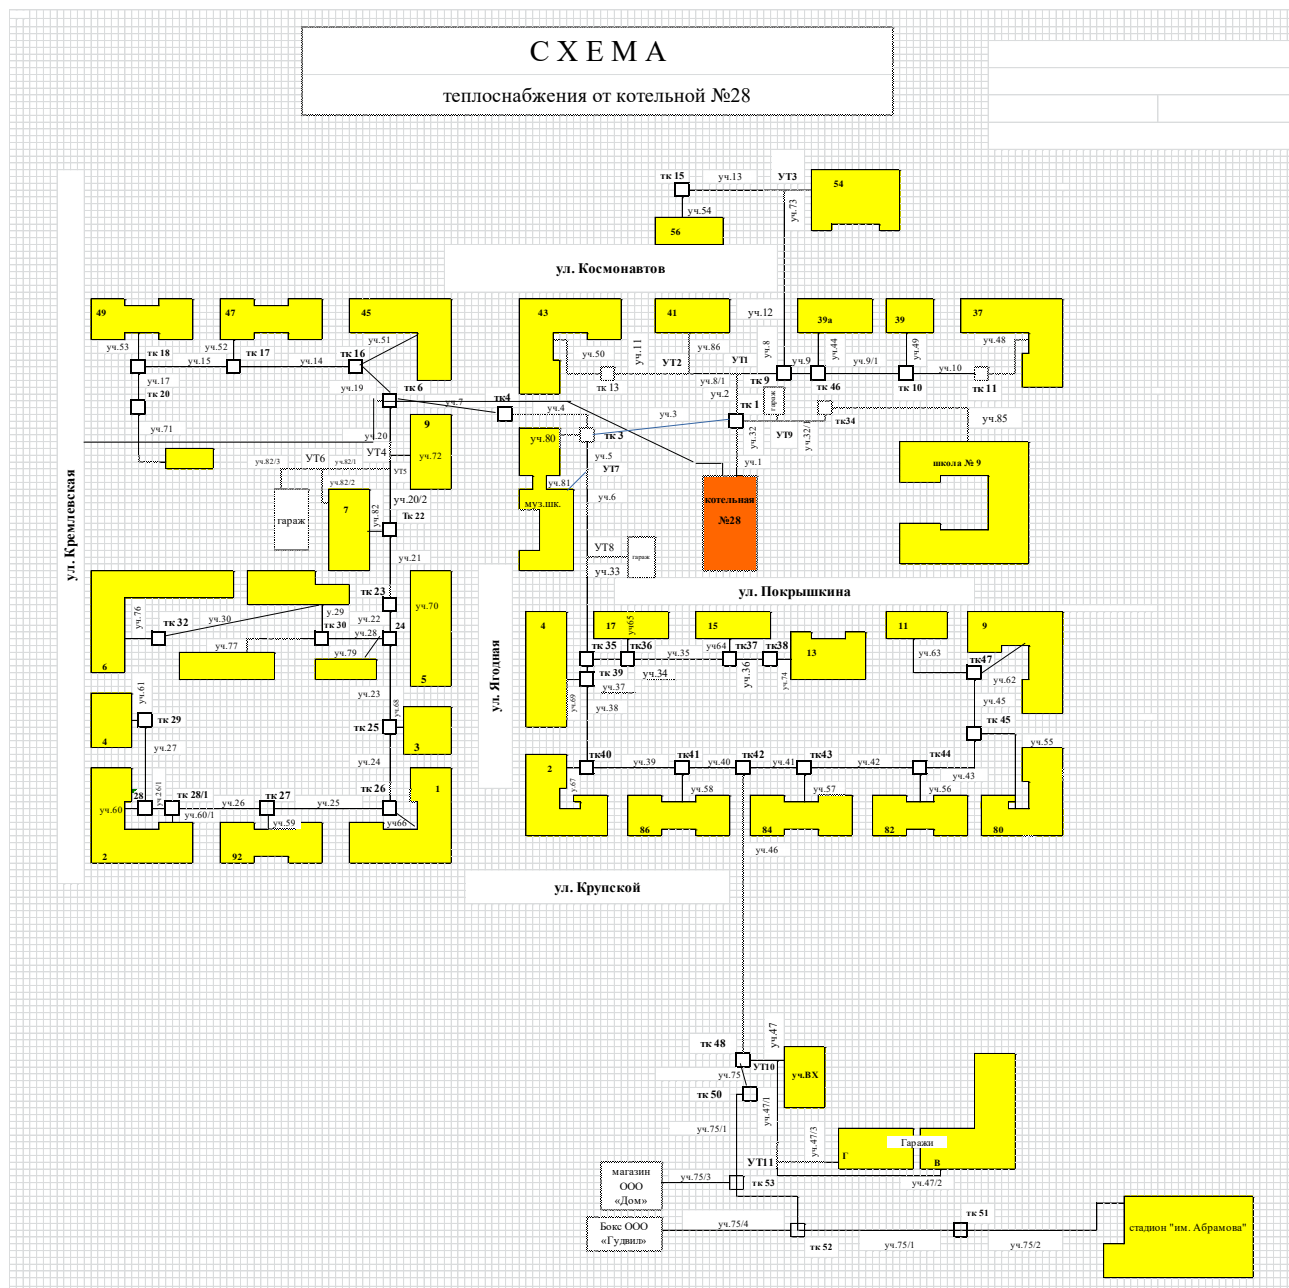 СХЕМА
теплоснабжения от котельной №28
тк 15
уч.13
УТ3
54
уч.73
уч.54
56
ул. Космонавтов
49
47
45
43
41
уч.12
39а
39
37
уч.53
тк 18
уч.15
уч.52
тк 17
уч.14
тк 16
уч.51
уч.50
уч.11
УТ2
уч.86
УТ1
уч.8
уч.9
уч.44
уч.9/1
уч.49
уч.10
уч.48
уч.17
тк 20
уч.19
тк 6
уч.7
тк4
уч.4
тк 13
уч.8/1
уч.2
тк 9
тк 46
тк 10
тк 11
уч.3
тк 1
гараж
тк34
уч.85
уч.71
уч.20
9
уч.80
тк 3
уч.32
УТ9
уч.32/1
уч.82/3
УТ6
уч.82/1
УТ4
уч.72
УТ5
уч.5
УТ7
уч.1
школа № 9
уч.82/2
уч.81
гараж
7
уч.82
уч.20/2
Тк 22
муз.шк.
уч.6
котельная
№28
ул. Кремлевская
уч.21
УТ8
гараж
уч.33
ул. Покрышкина
тк 23
уч.70
уч.76
тк 32
уч.30
у.29
тк 30
уч.22
уч.28
24
4
17
уч65
15
11
9
6
уч.77
уч.79
5
тк 35
тк36
уч.35
уч64
тк37
тк38
13
уч.63
тк47
уч.62
ул. Ягодная
тк 39
уч.34
уч.36
уч.74
уч.37
уч.69
уч.38
уч.61
уч.23
уч.68
уч.45
тк 45
4
тк 29
тк 25
3
уч.27
уч.24
уч.55
2
тк40
уч.39
тк41
уч.40
тк42
уч.41
тк43
уч.42
тк44
уч.43
уч.60
28
уч.26/1
тк 28/1
уч.60/1
уч.26
тк 27
уч.25
тк 26
1
у.67
уч.58
уч.57
уч.56
2
92
уч.59
уч66
86
84
82
80
уч.46
ул. Крупской
тк 48
уч.47
УТ10
уч.ВХ
уч.75
тк 50
уч.47/1
уч.75/1
уч.47/3
Гаражи
Г
В
УТ11
уч.47/2
магазин
ООО
«Дом»
уч.75/3
тк 53
Бокс ООО
«Гудвил»
уч.75/4
тк 52
уч.75/1
тк 51
уч.75/2
стадион "им. Абрамова"